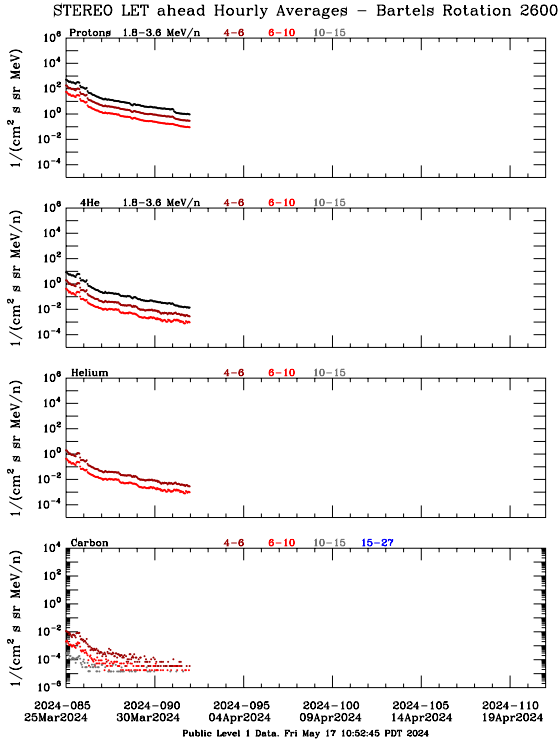 STEREO LET ahead Hourly Averages - Bartels Rotation 2600
Protons 1.8-3.6 MeV/n 4-6 6-10 10-15
10^6
10^4
10^2
10^0
10^-2
10^-4
1/(cm^2 s sr MeV)
4He 1.8-3.6 MeV/n 4-6 6-10 10-15
10^6
10^4
10^2
10^0
10^-2
10^-4
1/(cm^2 s sr MeV/n)
Helium 4-6 6-10 10-15
10^6
10^4
10^2
10^0
10^-2
10^-4
1/(cm^2 s sr MeV/n)
Carbon 4-6 6-10 10-15 15-27
10^4
10^2
10^0
10^-2
10^-4
10^-6
1/(cm^2 s sr MeV/n)
2024-085 2024-090 2024-095 2024-100 2024-105 2024-110
25Mar2024 30Mar2024 04Apr2024 09Apr2024 14Apr2024 19Apr2024
Public Level 1 Data. Fri May 17 10:52:45 PDT 2024